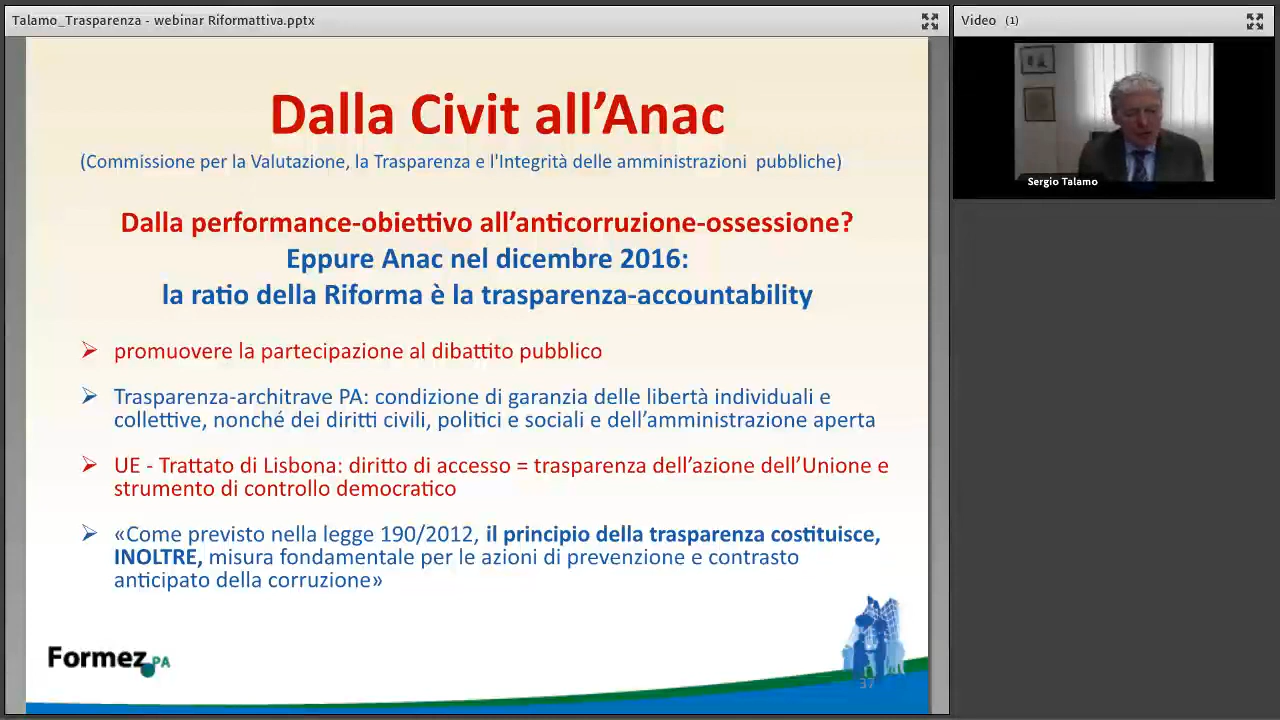 Talamo_Trasparenza - webinar Riformattiva.pptx
Video (1)
Dalla Civit all’Anac
(Commissione per la Valutazione, la Trasparenza e l'Integrità delle amministrazioni pubbliche)
Dalla performance-obiettivo all’anticorruzione-ossessione?
Eppure Anac nel dicembre 2016:
la ratio della Riforma è la trasparenza-accountability
promuovere la partecipazione al dibattito pubblico
Trasparenza-architrave PA: condizione di garanzia delle libertà individuali e
collettive, nonché dei diritti civili, politici e sociali e dell’amministrazione aperta
UE - Trattato di Lisbona: diritto di accesso = trasparenza dell’azione dell’Unione e
strumento di controllo democratico
«Come previsto nella legge 190/2012, il principio della trasparenza costituisce,
INOLTRE, misura fondamentale per le azioni di prevenzione e contrasto
anticipato della corruzione»
Formez PA
37
Sergio Talamo